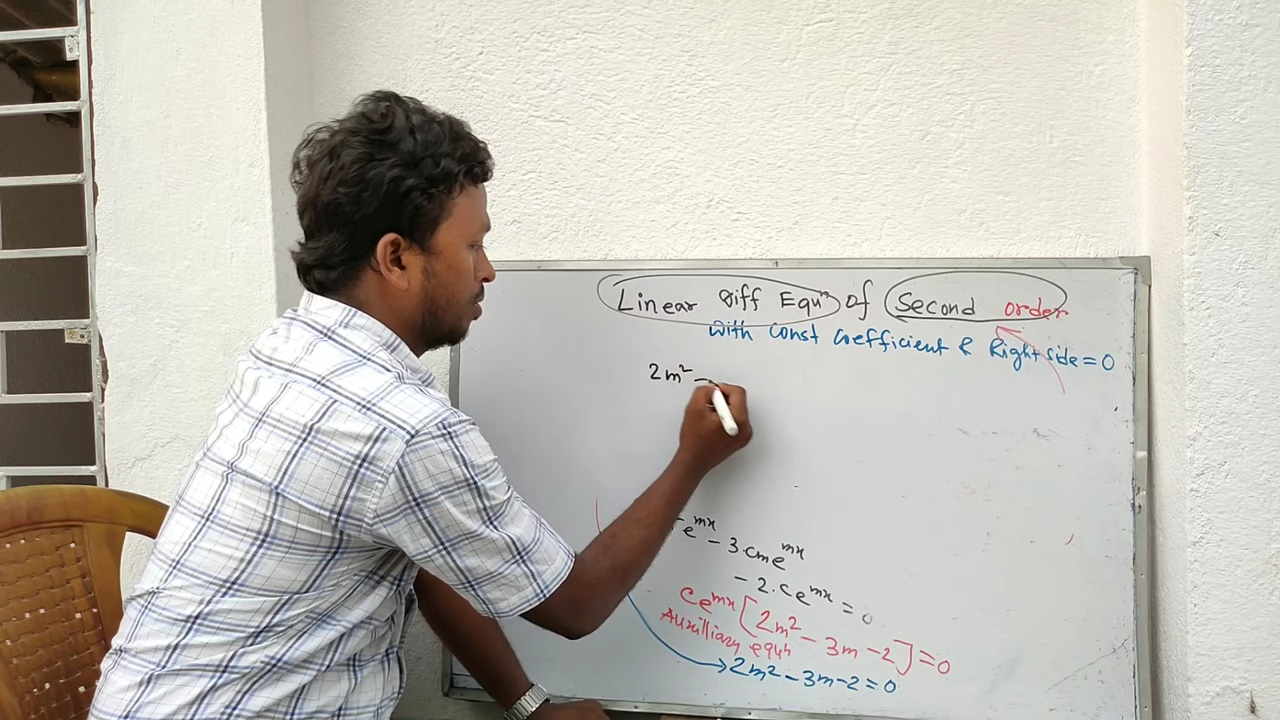 Linear Diff Equⁿ of Second order
with const coefficient & Right side = 0
2m² -
e^mx - 3.cme^mx
- 2.ce^mx = 0
ce^mx [2m² - 3m - 2] = 0
Auxilliary equⁿ
2m² - 3m - 2 = 0